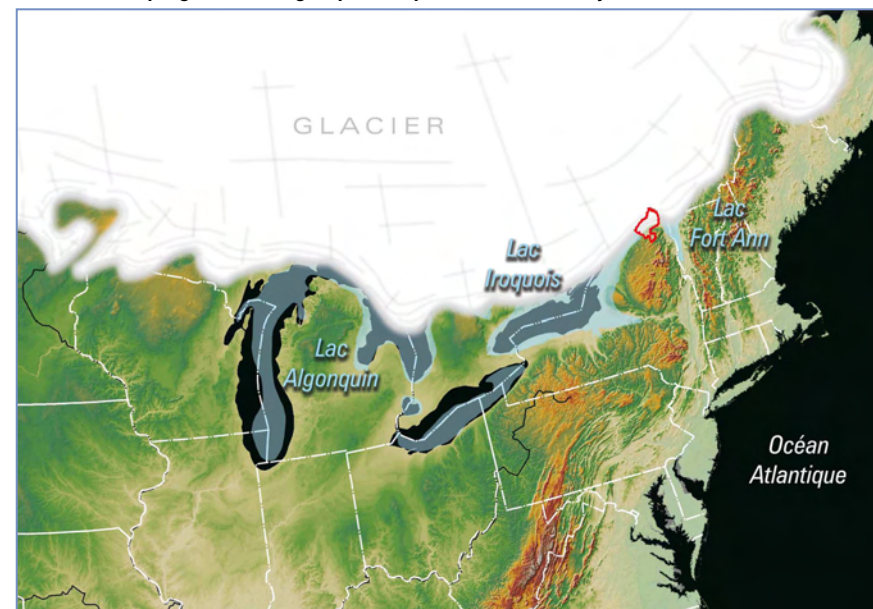 GLACIER
Lac
Fort Ann
Lac
Iroquois
Lac
Algonquin
Océan
Atlantique